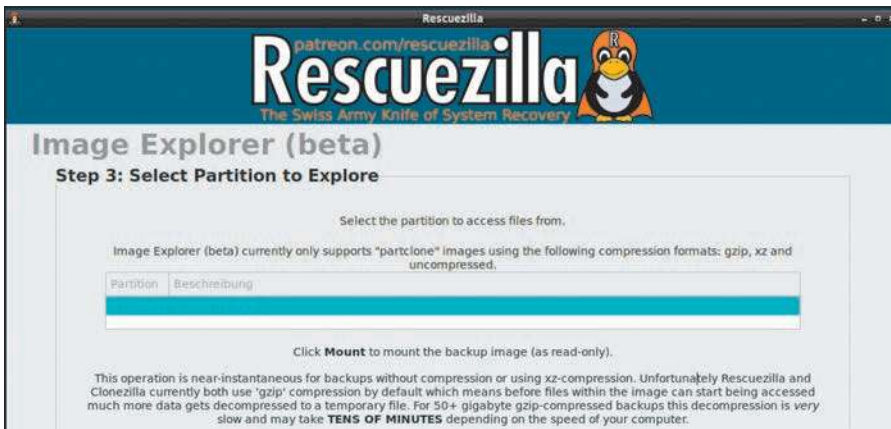 Rescuezilla
patreon.com/rescuezilla
Rescuezilla
R
The Swiss Army Knife of System Recovery
Image Explorer (beta)
Step 3: Select Partition to Explore
Select the partition to access files from.
Image Explorer (beta) currently only supports "partclone" images using the following compression formats: gzip, xz and
uncompressed.
Partition Beschreibung
Click Mount to mount the backup image (as read-only).
This operation is near-instantaneous for backups without compression or using xz-compression. Unfortunately Rescuezilla and
Clonezilla currently both use 'gzip' compression by default which means before files within the image can start being accessed
much more data gets decompressed to a temporary file. For 50+ gigabyte gzip-compressed backups this decompression is very
slow and may take TENS OF MINUTES depending on the speed of your computer.